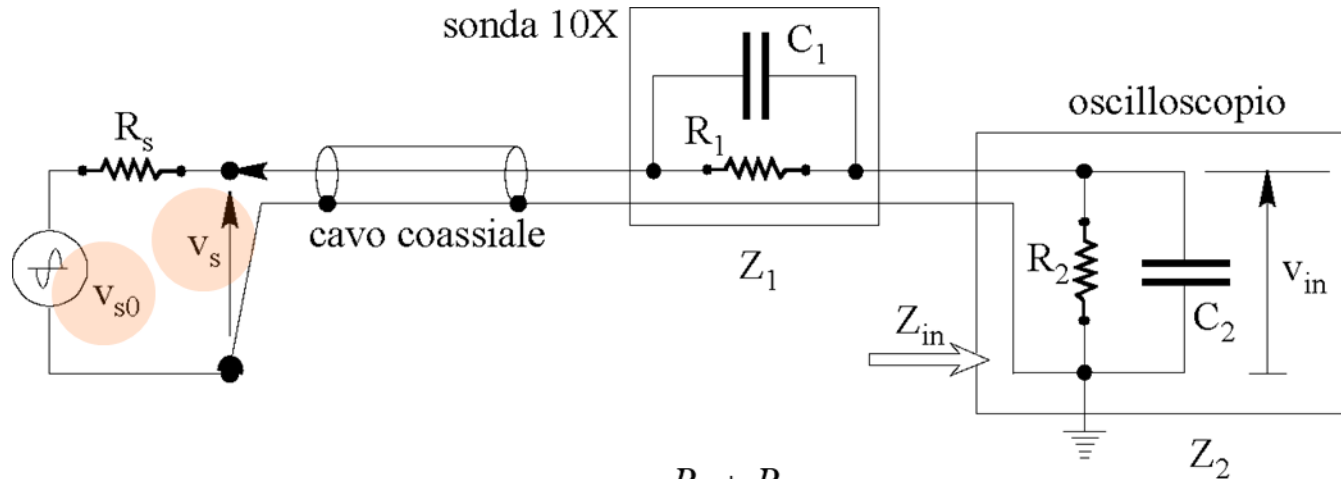 sonda 10X
C1
oscilloscopio
Rs
R1
vs
cavo coassiale
Z1
R2
vin
vs0
Zin
C2
Z2